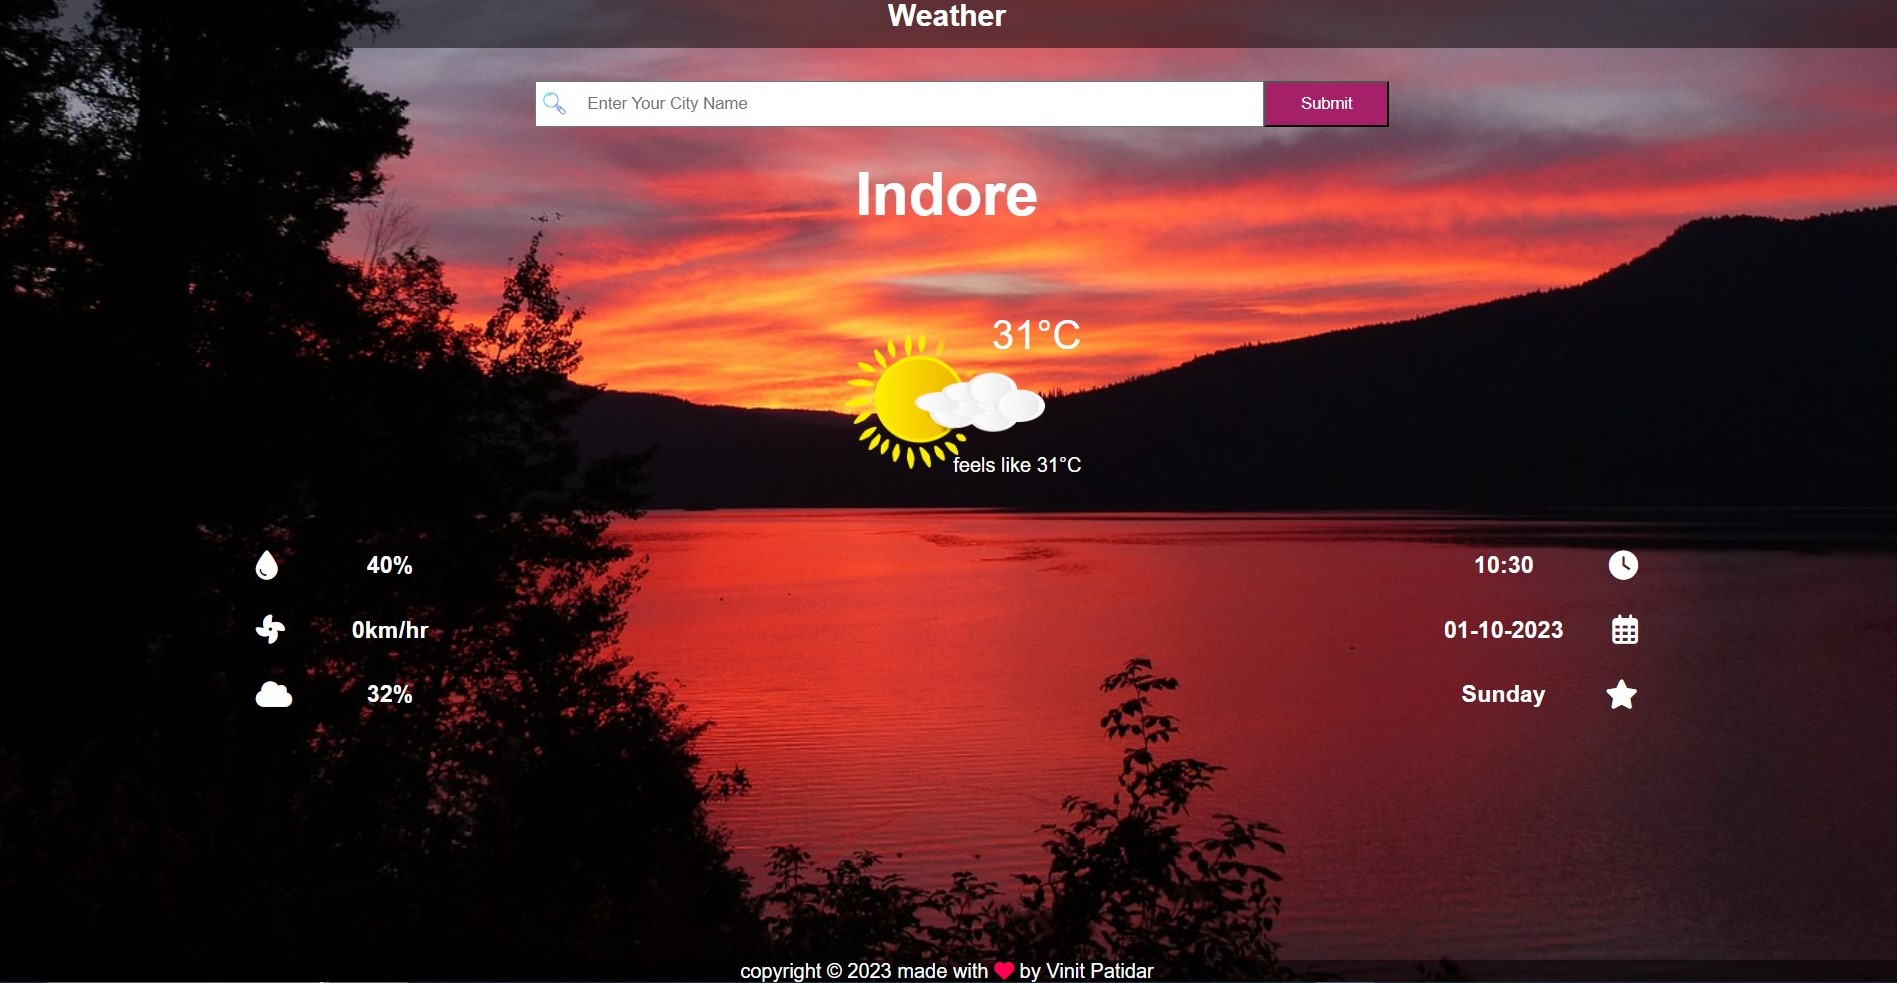 Weather
Enter Your City Name
Submit
Indore
31°C
feels like 31°C
40%
0km/hr
32%
10:30
01-10-2023
Sunday
copyright © 2023 made with ❤ by Vinit Patidar